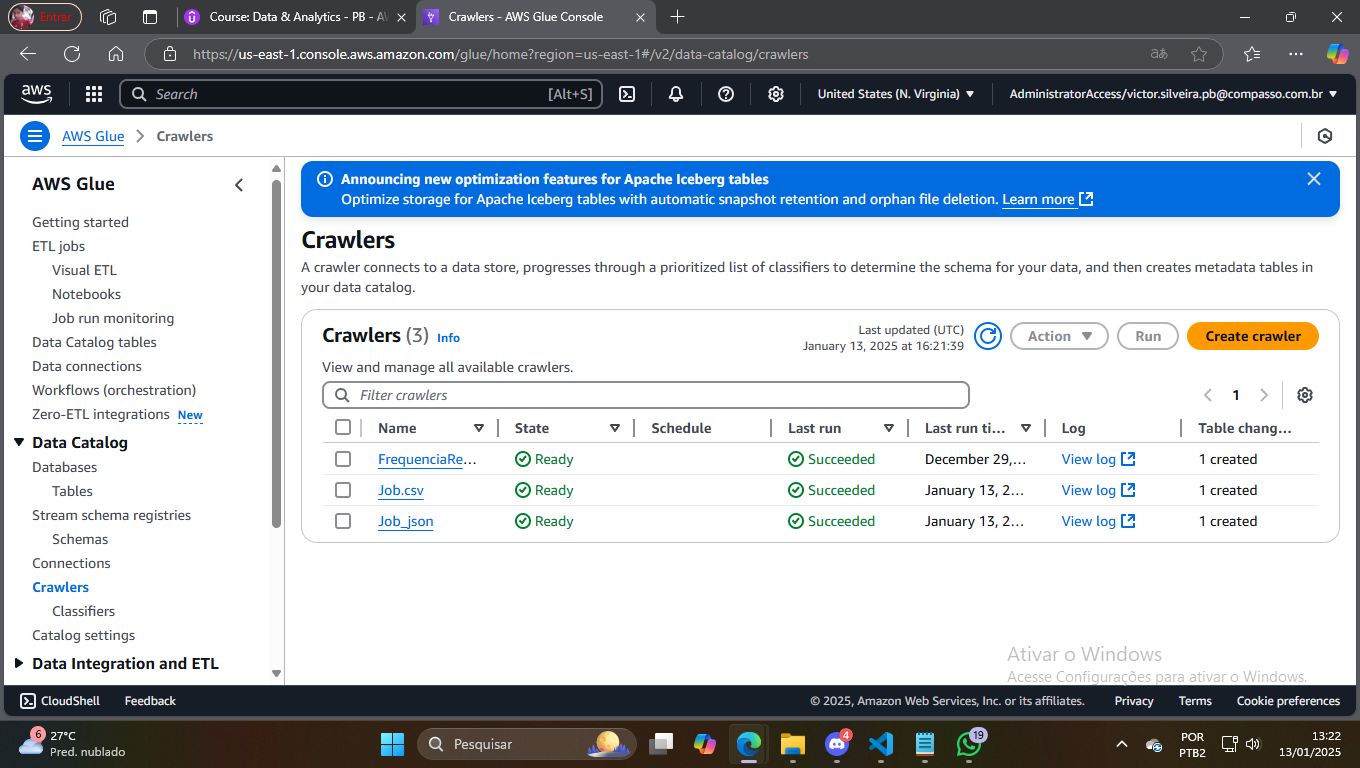 Entrar
Course: Data & Analytics - PB - AW
Crawlers - AWS Glue Console
https://us-east-1.console.aws.amazon.com/glue/home?region=us-east-1#/v2/data-catalog/crawlers
aws
Search
[Alt+S]
United States (N. Virginia)
AdministratorAccess/victor.silveira.pb@compasso.com.br
AWS Glue
Crawlers
AWS Glue
Getting started
ETL jobs
Visual ETL
Notebooks
Job run monitoring
Data Catalog tables
Data connections
Workflows (orchestration)
Zero-ETL integrations New
Data Catalog
Databases
Tables
Stream schema registries
Schemas
Connections
Crawlers
Classifiers
Catalog settings
Data Integration and ETL
Announcing new optimization features for Apache Iceberg tables
Optimize storage for Apache Iceberg tables with automatic snapshot retention and orphan file deletion. Learn more
Crawlers
A crawler connects to a data store, progresses through a prioritized list of classifiers to determine the schema for your data, and then creates metadata tables in
your data catalog.
Crawlers (3) Info
Last updated (UTC)
January 13, 2025 at 16:21:39
Action
Run
Create crawler
View and manage all available crawlers.
Filter crawlers
1
Name State Schedule Last run Last run ti... Log Table chang...
FrequenciaRe... Ready Succeeded December 29,... View log 1 created
Job.csv Ready Succeeded January 13, 2... View log 1 created
Job_json Ready Succeeded January 13, 2... View log 1 created
Ativar o Windows
Acesse Configurações para ativar o Windows.
CloudShell Feedback
© 2025, Amazon Web Services, Inc. or its affiliates. Privacy Terms Cookie preferences
6
27°C
Pred. nublado
Pesquisar
4
19
POR
PTB2
13:22
13/01/2025